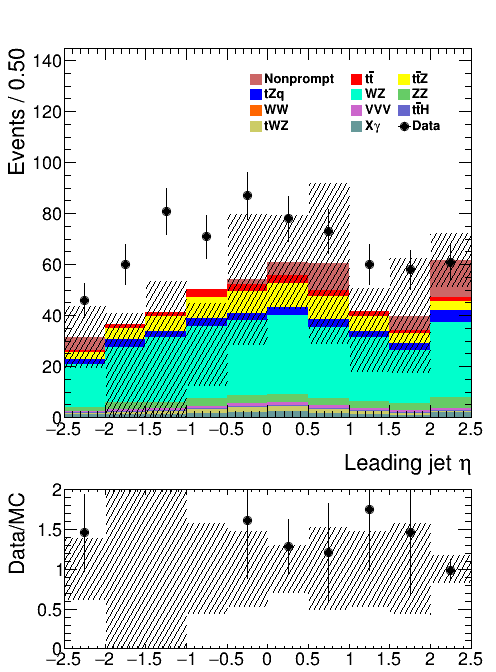 Events / 0.50
140
120
100
80
60
40
20
0
Nonprompt tt̄ tt̄Z
tZq WZ ZZ
WW VVV tt̄H
tWZ Xγ Data
−2.5 −2 −1.5 −1 −0.5 0 0.5 1 1.5 2 2.5
Leading jet η
Data/MC
2
1.5
1
0.5
0
−2.5 −2 −1.5 −1 −0.5 0 0.5 1 1.5 2 2.5